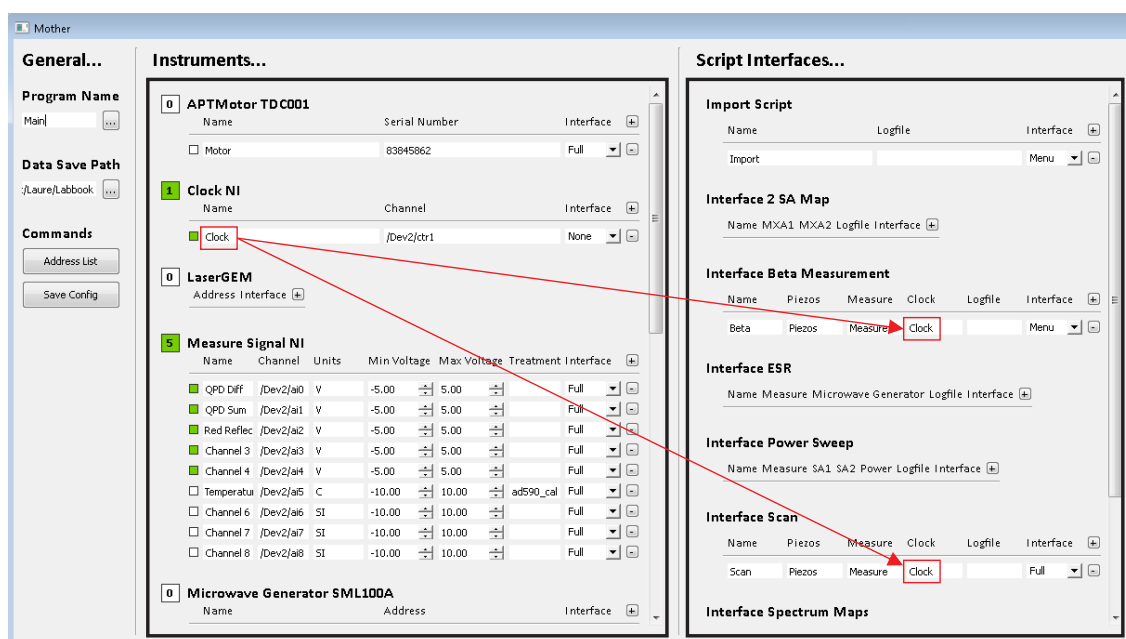 Mother
General...
Program Name
Main
...
Data Save Path
:/Laure/Labbook
...
Commands
Address List
Save Config
Instruments...
0 APTMotor TDC001
Name Serial Number Interface +
Motor 83845862 Full -
1 Clock NI
Name Channel Interface +
Clock /Dev2/ctr1 None -
0 LaserGEM
Address Interface +
5 Measure Signal NI
Name Channel Units Min Voltage Max Voltage Treatment Interface +
QPD Diff /Dev2/ai0 V -5.00 5.00 Full -
QPD Sum /Dev2/ai1 V -5.00 5.00 Full -
Red Reflec /Dev2/ai2 V -5.00 5.00 Full -
Channel 3 /Dev2/ai3 V -5.00 5.00 Full -
Channel 4 /Dev2/ai4 V -5.00 5.00 Full -
Temperatu /Dev2/ai5 C -10.00 10.00 ad590_cal Full -
Channel 6 /Dev2/ai6 SI -10.00 10.00 Full -
Channel 7 /Dev2/ai7 SI -10.00 10.00 Full -
Channel 8 /Dev2/ai8 SI -10.00 10.00 Full -
0 Microwave Generator SML100A
Name Address Interface +
Script Interfaces...
Import Script
Name Logfile Interface +
Import Menu -
Interface 2 SA Map
Name MXA1 MXA2 Logfile Interface +
Interface Beta Measurement
Name Piezos Measure Clock Logfile Interface +
Beta Piezos Measure Clock Menu -
Interface ESR
Name Measure Microwave Generator Logfile Interface +
Interface Power Sweep
Name Measure SA1 SA2 Power Logfile Interface +
Interface Scan
Name Piezos Measure Clock Logfile Interface +
Scan Piezos Measure Clock Full -
Interface Spectrum Maps